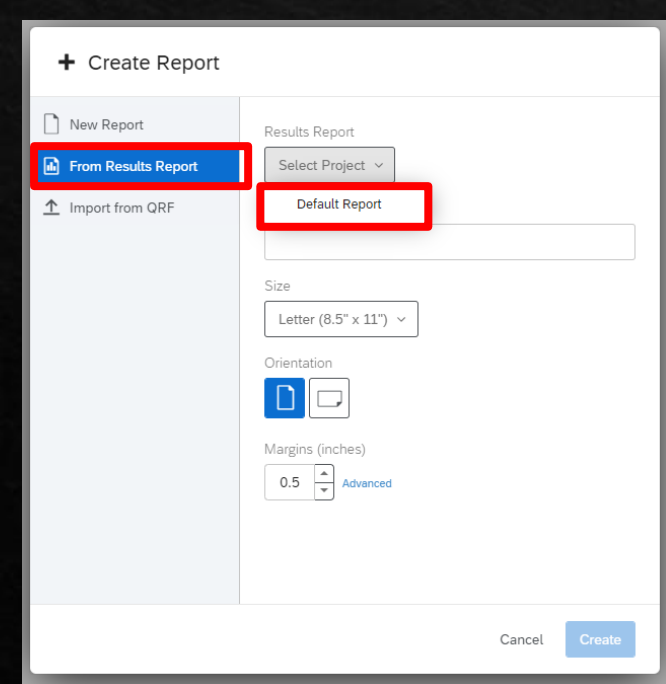 Create Report
New Report
From Results Report
Import from QRF
Results Report
Select Project
Default Report
Size
Letter (8.5" x 11")
Orientation
Margins (inches)
0.5
Advanced
Cancel
Create